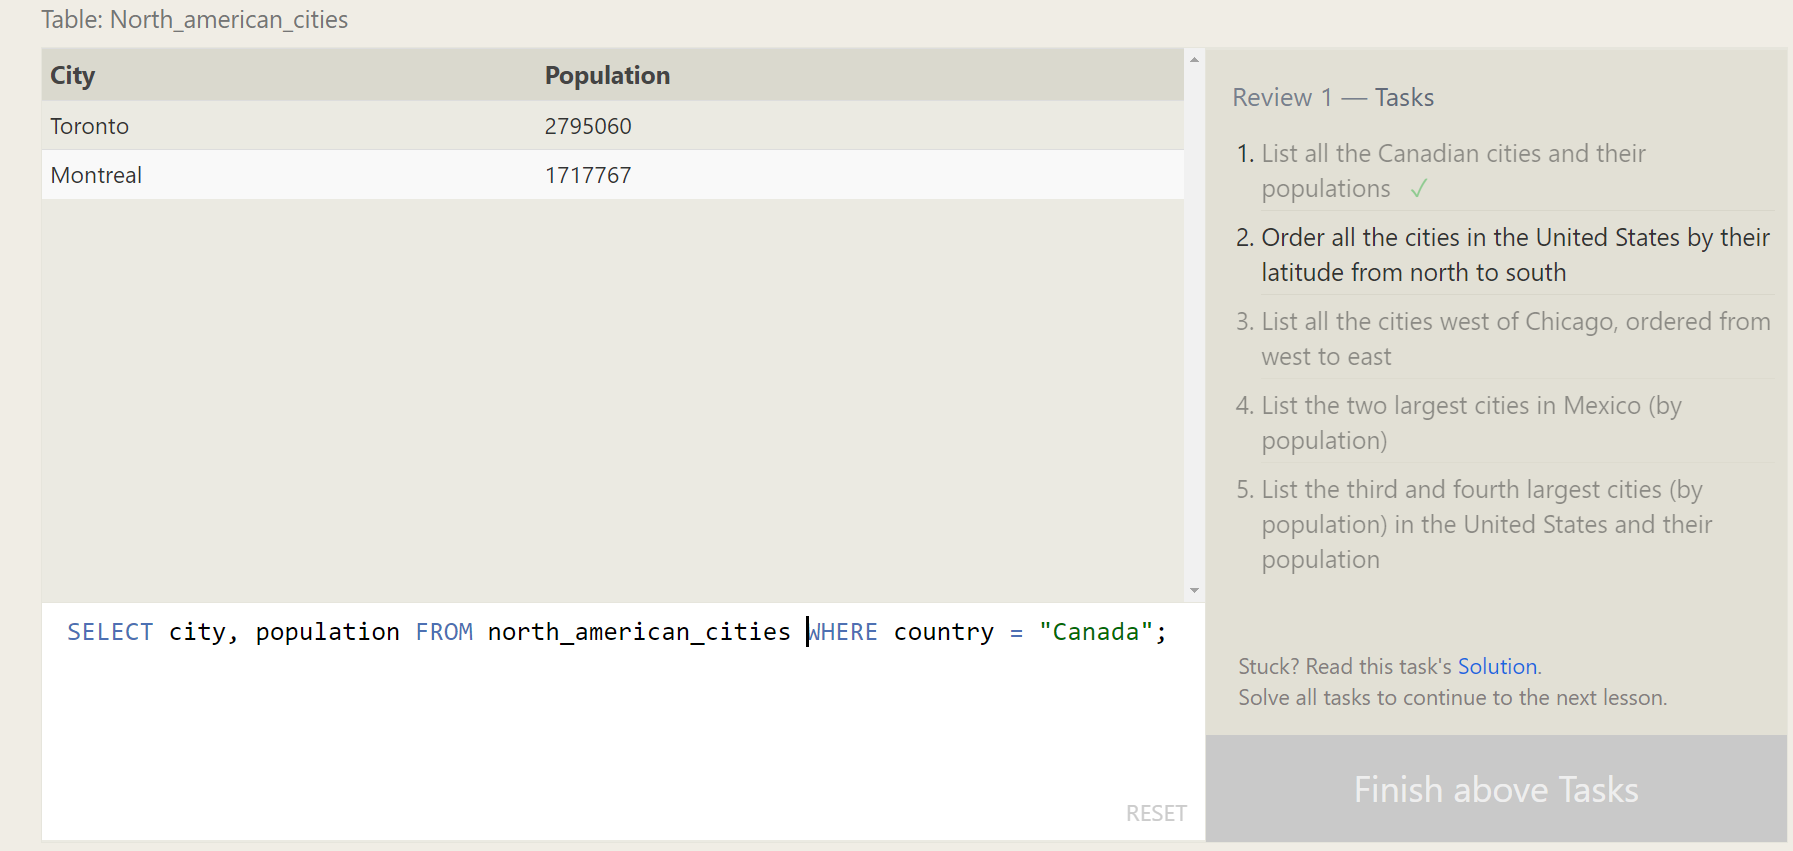 Table: North_american_cities
City Population
Toronto 2795060
Montreal 1717767
SELECT city, population FROM north_american_cities WHERE country = "Canada";
RESET
Review 1 — Tasks
1. List all the Canadian cities and their
populations ✓
2. Order all the cities in the United States by their
latitude from north to south
3. List all the cities west of Chicago, ordered from
west to east
4. List the two largest cities in Mexico (by
population)
5. List the third and fourth largest cities (by
population) in the United States and their
population
Stuck? Read this task's Solution.
Solve all tasks to continue to the next lesson.
Finish above Tasks